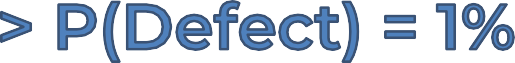 > P(Defect) = 1%